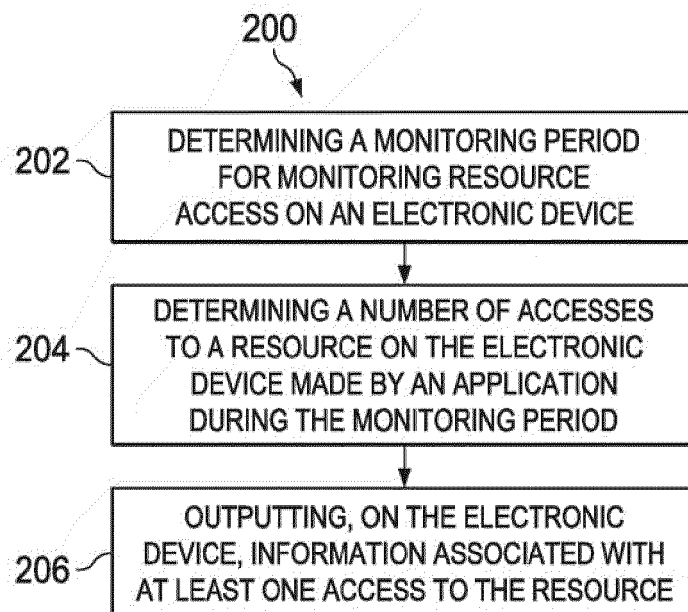 200
202
DETERMINING A MONITORING PERIOD
FOR MONITORING RESOURCE
ACCESS ON AN ELECTRONIC DEVICE
204
DETERMINING A NUMBER OF ACCESSES
TO A RESOURCE ON THE ELECTRONIC
DEVICE MADE BY AN APPLICATION
DURING THE MONITORING PERIOD
206
OUTPUTTING, ON THE ELECTRONIC
DEVICE, INFORMATION ASSOCIATED WITH
AT LEAST ONE ACCESS TO THE RESOURCE